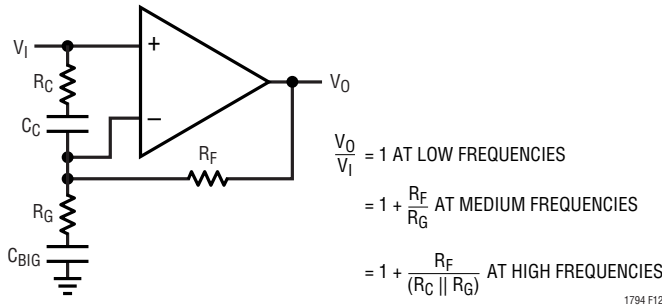 V_I
R_C
C_C
+
−
V_O
R_F
R_G
C_BIG
V_O/V_I = 1 AT LOW FREQUENCIES
= 1 + R_F/R_G AT MEDIUM FREQUENCIES
= 1 + R_F/(R_C || R_G) AT HIGH FREQUENCIES
1794 F12